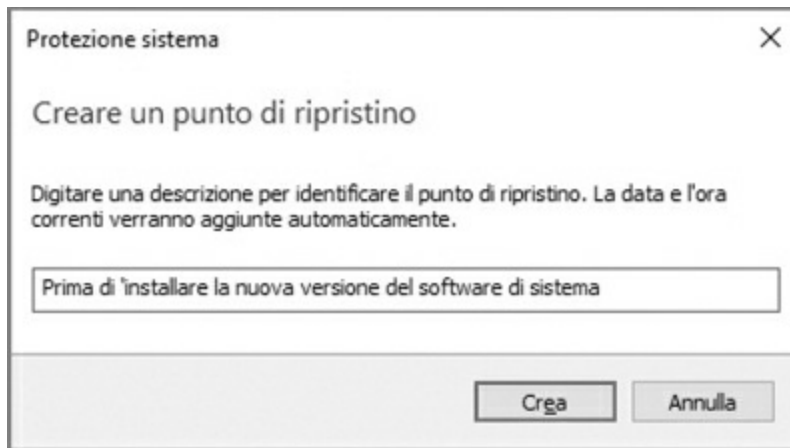 Protezione sistema
Creare un punto di ripristino
Digitare una descrizione per identificare il punto di ripristino. La data e l'ora
correnti verranno aggiunte automaticamente.
Prima di 'installare la nuova versione del software di sistema
Crea
Annulla